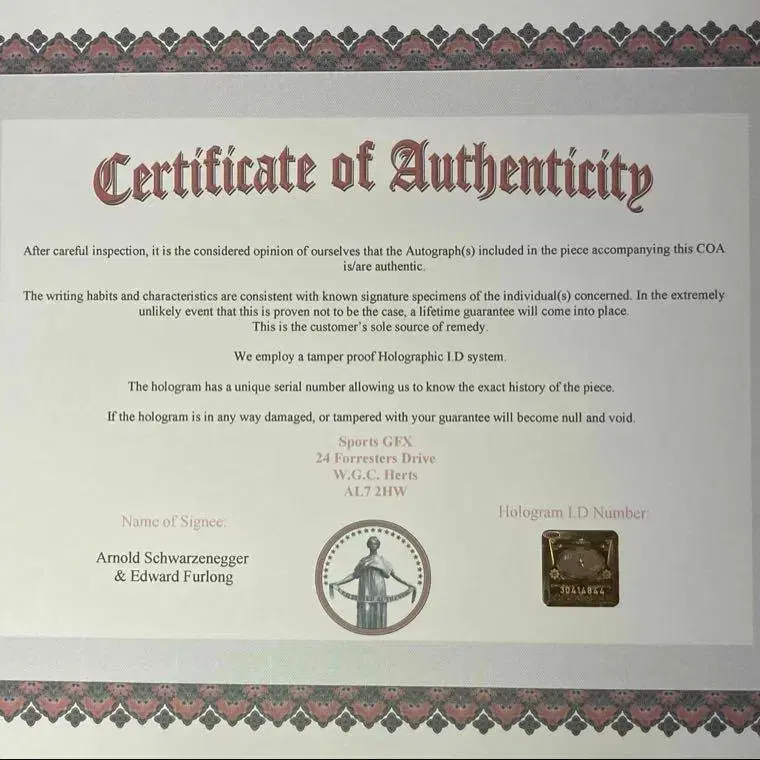 Certificate of Authenticity
After careful inspection, it is the considered opinion of ourselves that the Autograph(s) included in the piece accompanying this COA
is/are authentic.
The writing habits and characteristics are consistent with known signature specimens of the individual(s) concerned. In the extremely
unlikely event that this is proven not to be the case, a lifetime guarantee will come into place.
This is the customer's sole source of remedy.
We employ a tamper proof Holographic I.D system.
The hologram has a unique serial number allowing us to know the exact history of the piece.
If the hologram is in any way damaged, or tampered with your guarantee will become null and void.
Sports GFX
24 Forresters Drive
W.G.C. Herts
AL7 2HW
Name of Signee:
Hologram I.D Number:
Arnold Schwarzenegger
& Edward Furlong
30414844